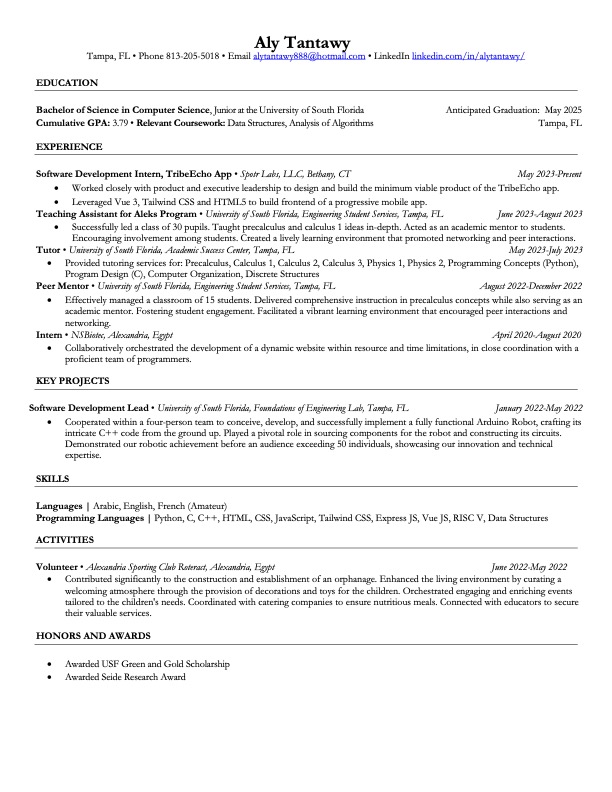 Aly Tantawy
Tampa, FL • Phone 813-205-5018 • Email alytantawy888@hotmail.com • LinkedIn linkedin.com/in/alytantawy/
EDUCATION
Bachelor of Science in Computer Science, Junior at the University of South Florida Anticipated Graduation: May 2025
Cumulative GPA: 3.79 • Relevant Coursework: Data Structures, Analysis of Algorithms Tampa, FL
EXPERIENCE
Software Development Intern, TribeEcho App • Spotr Labs, LLC, Bethany, CT May 2023-Present
• Worked closely with product and executive leadership to design and build the minimum viable product of the TribeEcho app.
• Leveraged Vue 3, Tailwind CSS and HTML5 to build frontend of a progressive mobile app.
Teaching Assistant for Aleks Program • University of South Florida, Engineering Student Services, Tampa, FL June 2023-August 2023
• Successfully led a class of 30 pupils. Taught precalculus and calculus 1 ideas in-depth. Acted as an academic mentor to students.
Encouraging involvement among students. Created a lively learning environment that promoted networking and peer interactions.
Tutor • University of South Florida, Academic Success Center, Tampa, FL May 2023-July 2023
• Provided tutoring services for: Precalculus, Calculus 1, Calculus 2, Calculus 3, Physics 1, Physics 2, Programming Concepts (Python),
Program Design (C), Computer Organization, Discrete Structures
Peer Mentor • University of South Florida, Engineering Student Services, Tampa, FL August 2022-December 2022
• Effectively managed a classroom of 15 students. Delivered comprehensive instruction in precalculus concepts while also serving as an
academic mentor. Fostering student engagement. Facilitated a vibrant learning environment that encouraged peer interactions and
networking.
Intern • NSBiotec, Alexandria, Egypt April 2020-August 2020
• Collaboratively orchestrated the development of a dynamic website within resource and time limitations, in close coordination with a
proficient team of programmers.
KEY PROJECTS
Software Development Lead • University of South Florida, Foundations of Engineering Lab, Tampa, FL January 2022-May 2022
• Cooperated within a four-person team to conceive, develop, and successfully implement a fully functional Arduino Robot, crafting its
intricate C++ code from the ground up. Played a pivotal role in sourcing components for the robot and constructing its circuits.
Demonstrated our robotic achievement before an audience exceeding 50 individuals, showcasing our innovation and technical
expertise.
SKILLS
Languages | Arabic, English, French (Amateur)
Programming Languages | Python, C, C++, HTML, CSS, JavaScript, Tailwind CSS, Express JS, Vue JS, RISC V, Data Structures
ACTIVITIES
Volunteer • Alexandria Sporting Club Roteract, Alexandria, Egypt June 2022-May 2022
• Contributed significantly to the construction and establishment of an orphanage. Enhanced the living environment by curating a
welcoming atmosphere through the provision of decorations and toys for the children. Orchestrated engaging and enriching events
tailored to the children's needs. Coordinated with catering companies to ensure nutritious meals. Connected with educators to secure
their valuable services.
HONORS AND AWARDS
• Awarded USF Green and Gold Scholarship
• Awarded Seide Research Award